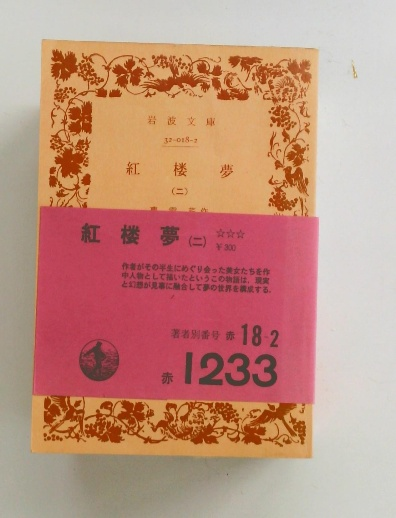 岩波文庫
32-018-2
紅楼夢
(二)
紅楼夢(二) ☆☆☆
¥300
作者がその半生にめぐり会った美女たちを作
中人物として描いたというこの物語は、現実
と幻想が見事に融合して夢の世界を構成する.
著者別番号 赤 18-2
赤 1233